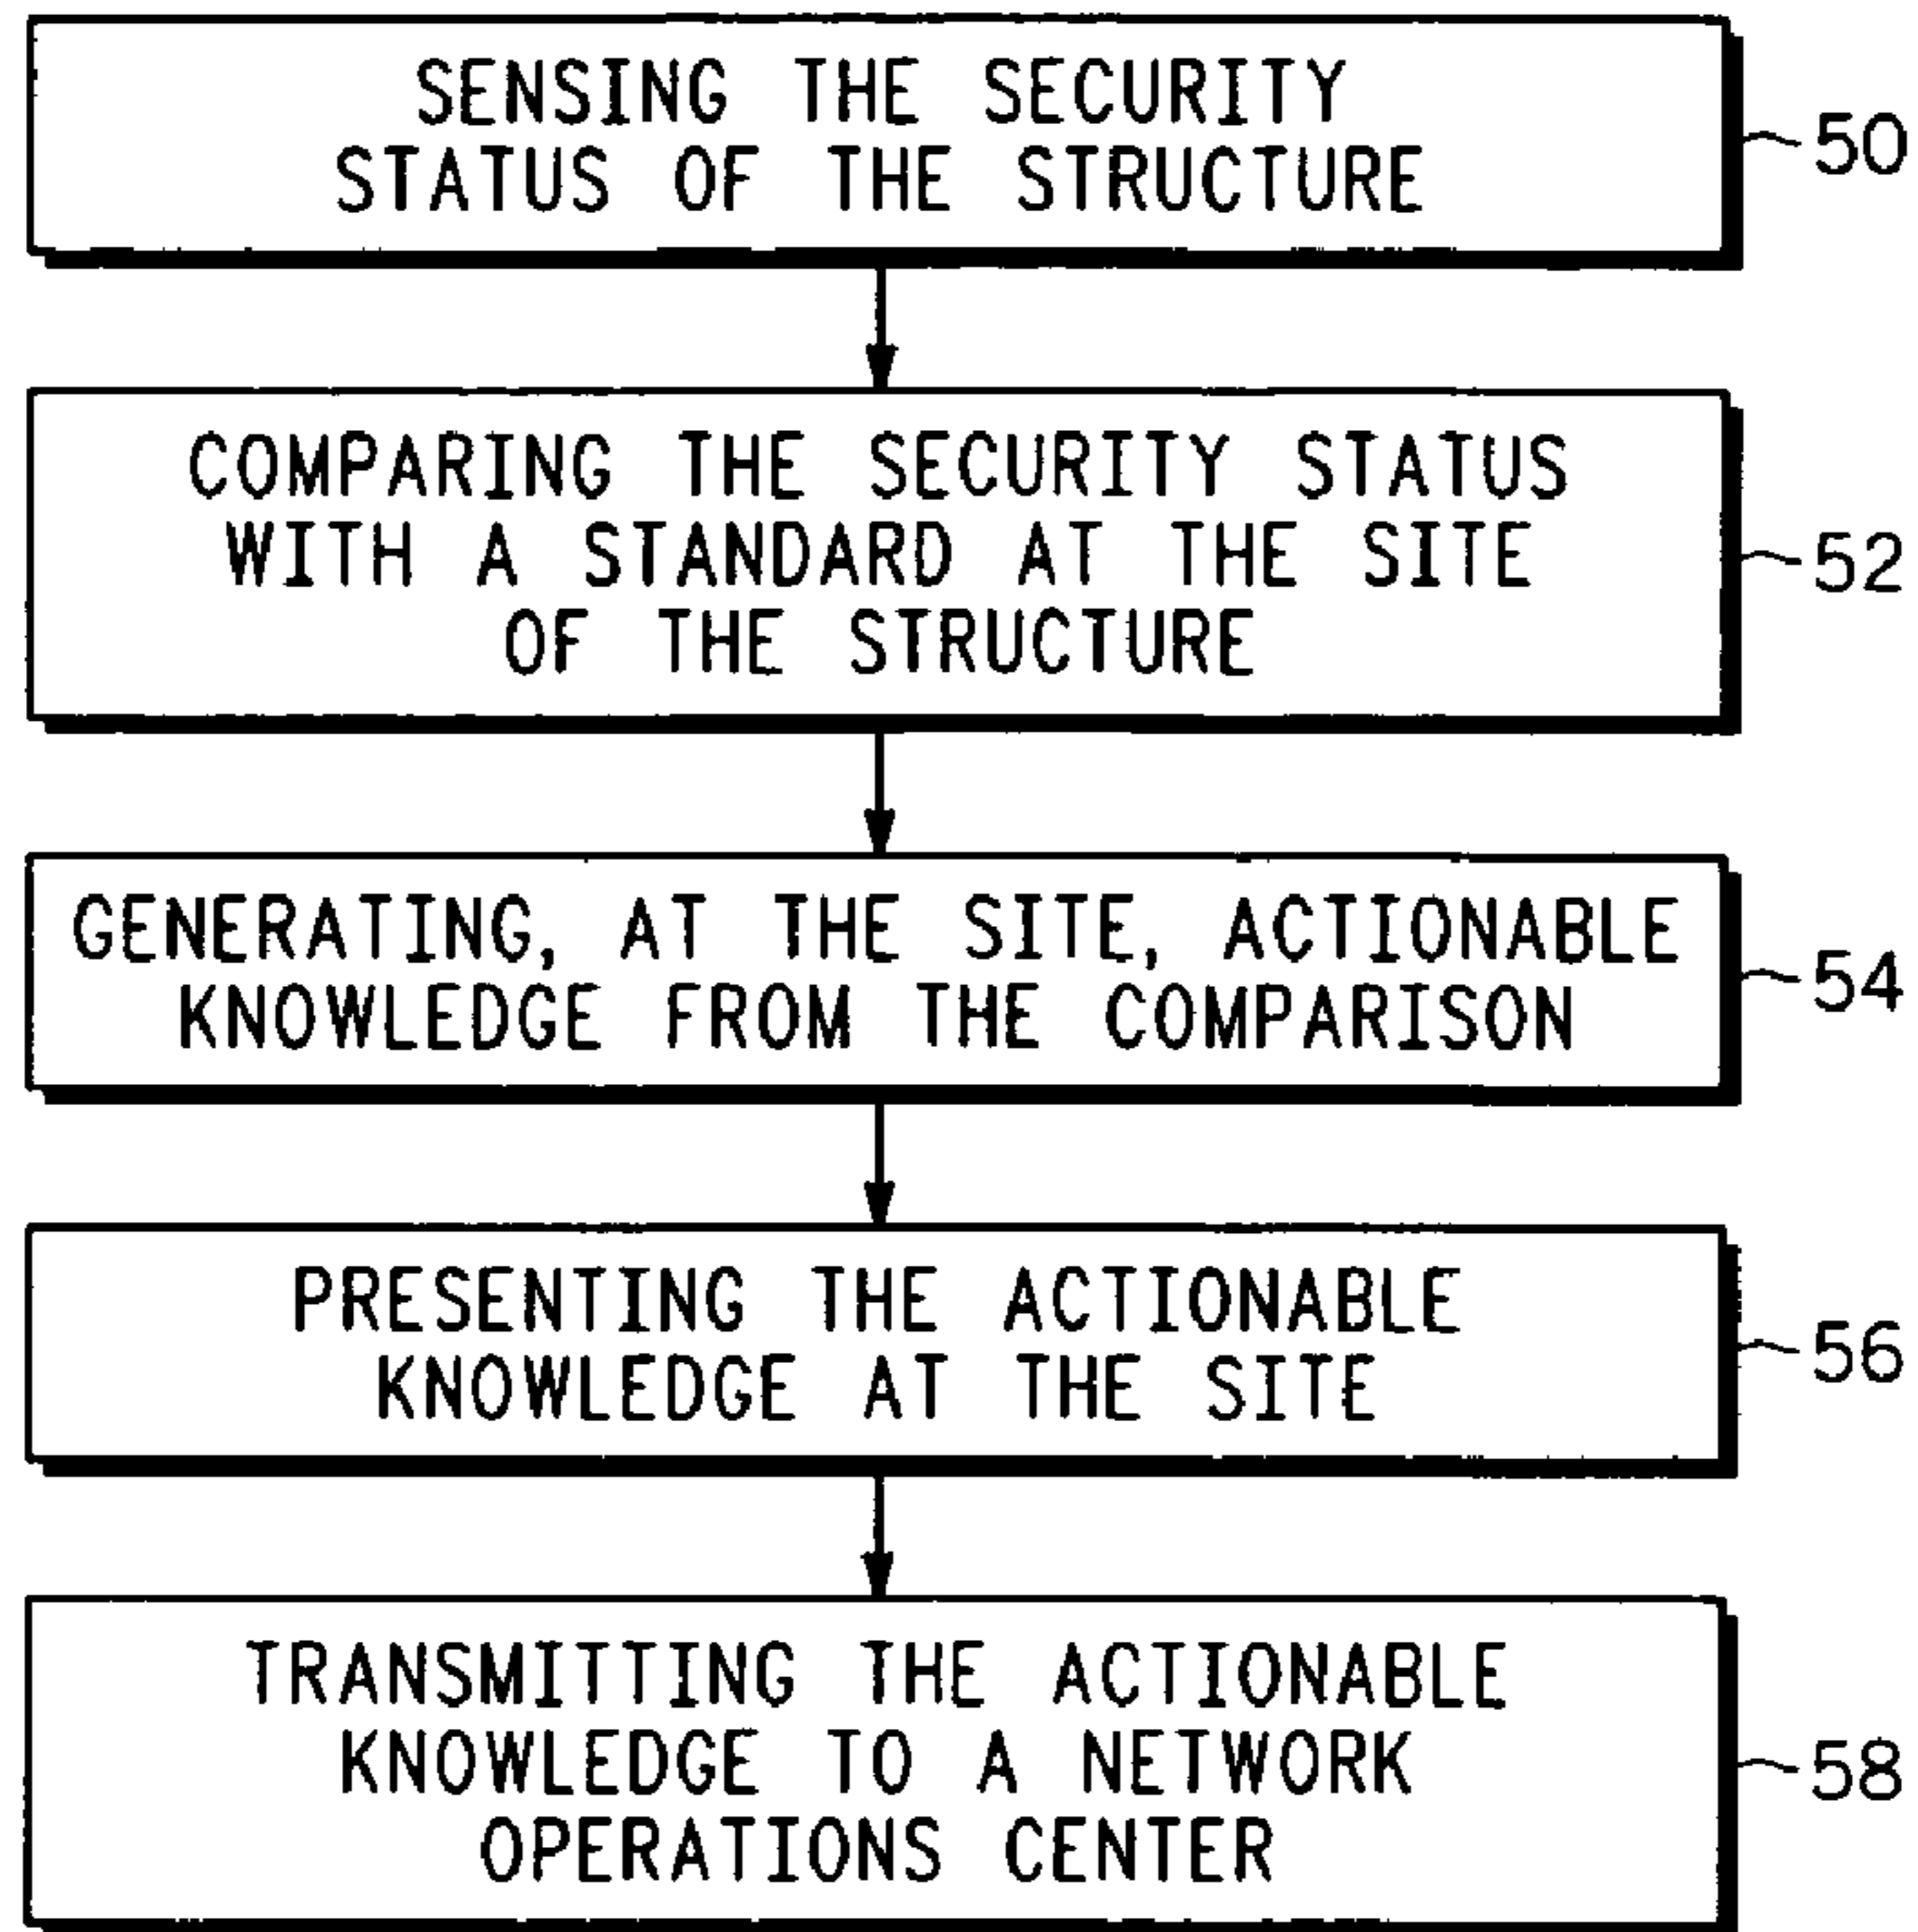 SENSING THE SECURITY
STATUS OF THE STRUCTURE
50
COMPARING THE SECURITY STATUS
WITH A STANDARD AT THE SITE
OF THE STRUCTURE
52
GENERATING, AT THE SITE, ACTIONABLE
KNOWLEDGE FROM THE COMPARISON
54
PRESENTING THE ACTIONABLE
KNOWLEDGE AT THE SITE
56
TRANSMITTING THE ACTIONABLE
KNOWLEDGE TO A NETWORK
OPERATIONS CENTER
58